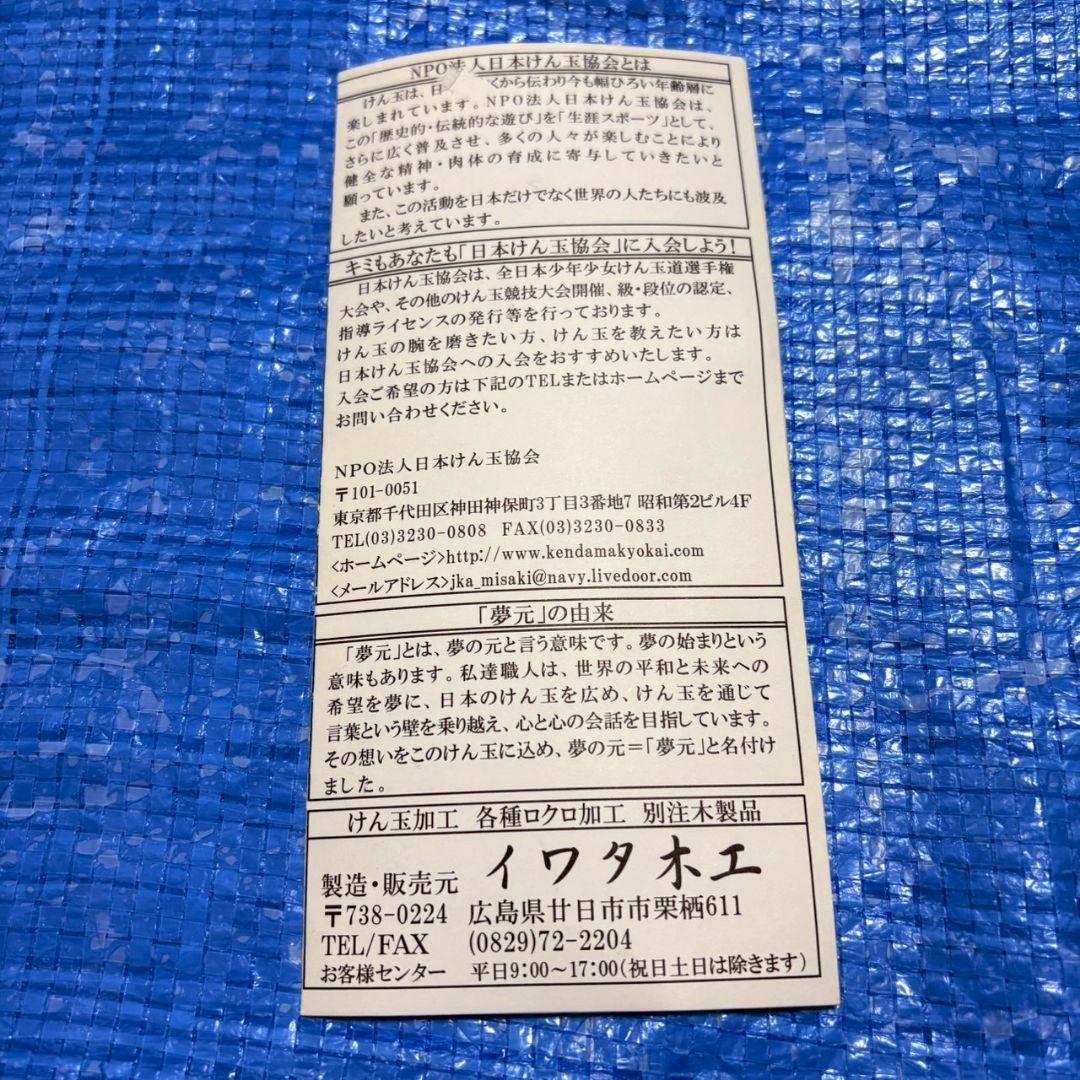 NPO法人日本けん玉協会とは
けん玉は、日 くから伝わり今も幅ひろい年齢層に
楽しまれています。NPO法人日本けん玉協会は、
この「歴史的・伝統的な遊び」を「生涯スポーツ」として、
さらに広く普及させ、多くの人々が楽しむことにより
健全な精神・肉体の育成に寄与していきたいと
願っています。
また、この活動を日本だけでなく世界の人たちにも波及
したいと考えています。
キミもあなたも「日本けん玉協会」に入会しよう!
日本けん玉協会は、全日本少年少女けん玉道選手権
大会や、その他のけん玉競技大会開催、級・段位の認定、
指導ライセンスの発行等を行っております。
けん玉の腕を磨きたい方、けん玉を教えたい方は
日本けん玉協会への入会をおすすめいたします。
入会ご希望の方は下記のTELまたはホームページまで
お問い合わせください。
NPO法人日本けん玉協会
〒101-0051
東京都千代田区神田神保町3丁目3番地7 昭和第2ビル4F
TEL(03)3230-0808 FAX(03)3230-0833
<ホームページ>http://www.kendamakyokai.com
<メールアドレス>jka_misaki@navy.livedoor.com
「夢元」の由来
「夢元」とは、夢の元と言う意味です。夢の始まりという
意味もあります。私達職人は、世界の平和と未来への
希望を夢に、日本のけん玉を広め、けん玉を通じて
言葉という壁を乗り越え、心と心の会話を目指しています。
その想いをこのけん玉に込め、夢の元=「夢元」と名付け
ました。
けん玉加工 各種ロクロ加工 別注木製品
製造・販売元 イワタ木工
〒738-0224 広島県廿日市市栗栖611
TEL/FAX (0829)72-2204
お客様センター 平日9:00~17:00(祝日土日は除きます)